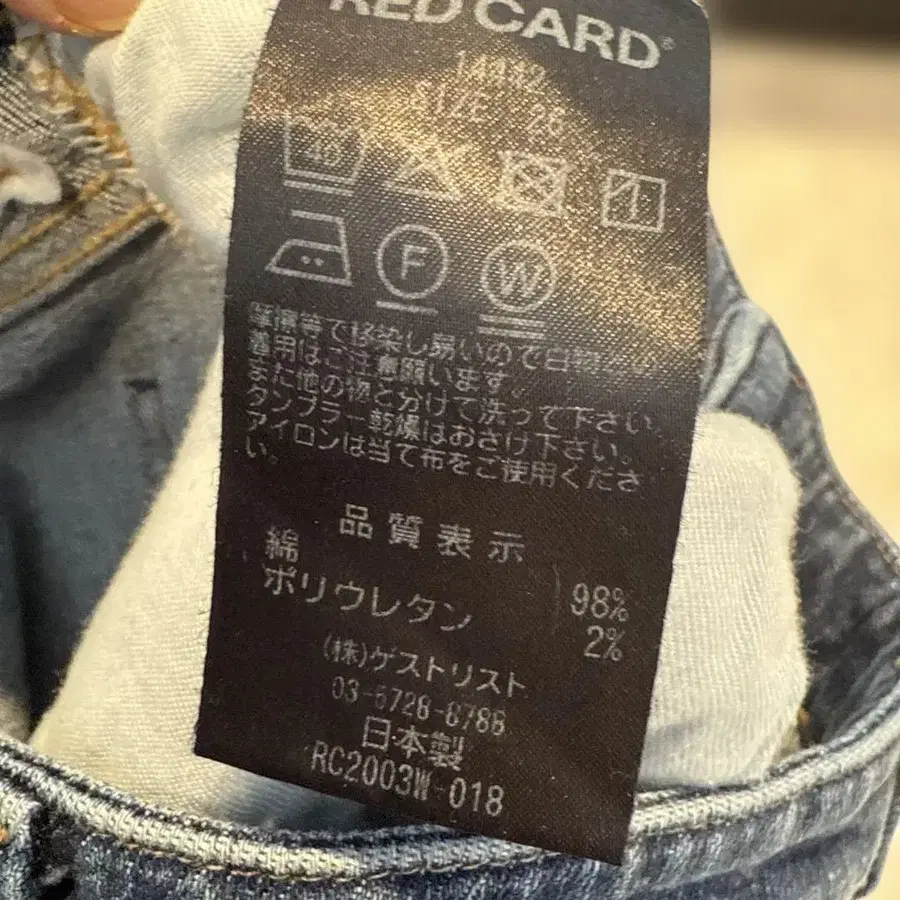 RED CARD®
14442
SIZE 26
40
F
W
摩擦等で移染し易いので白物との
着用はご注意願います。
また他の物と分けて洗って下さい。
タンブラー乾燥はおさけ下さい。
アイロンは当て布をご使用くださ
い。
品質表示
綿 98%
ポリウレタン 2%
(株)ゲストリスト
03-5728-8788
日本製
RC2003W-018